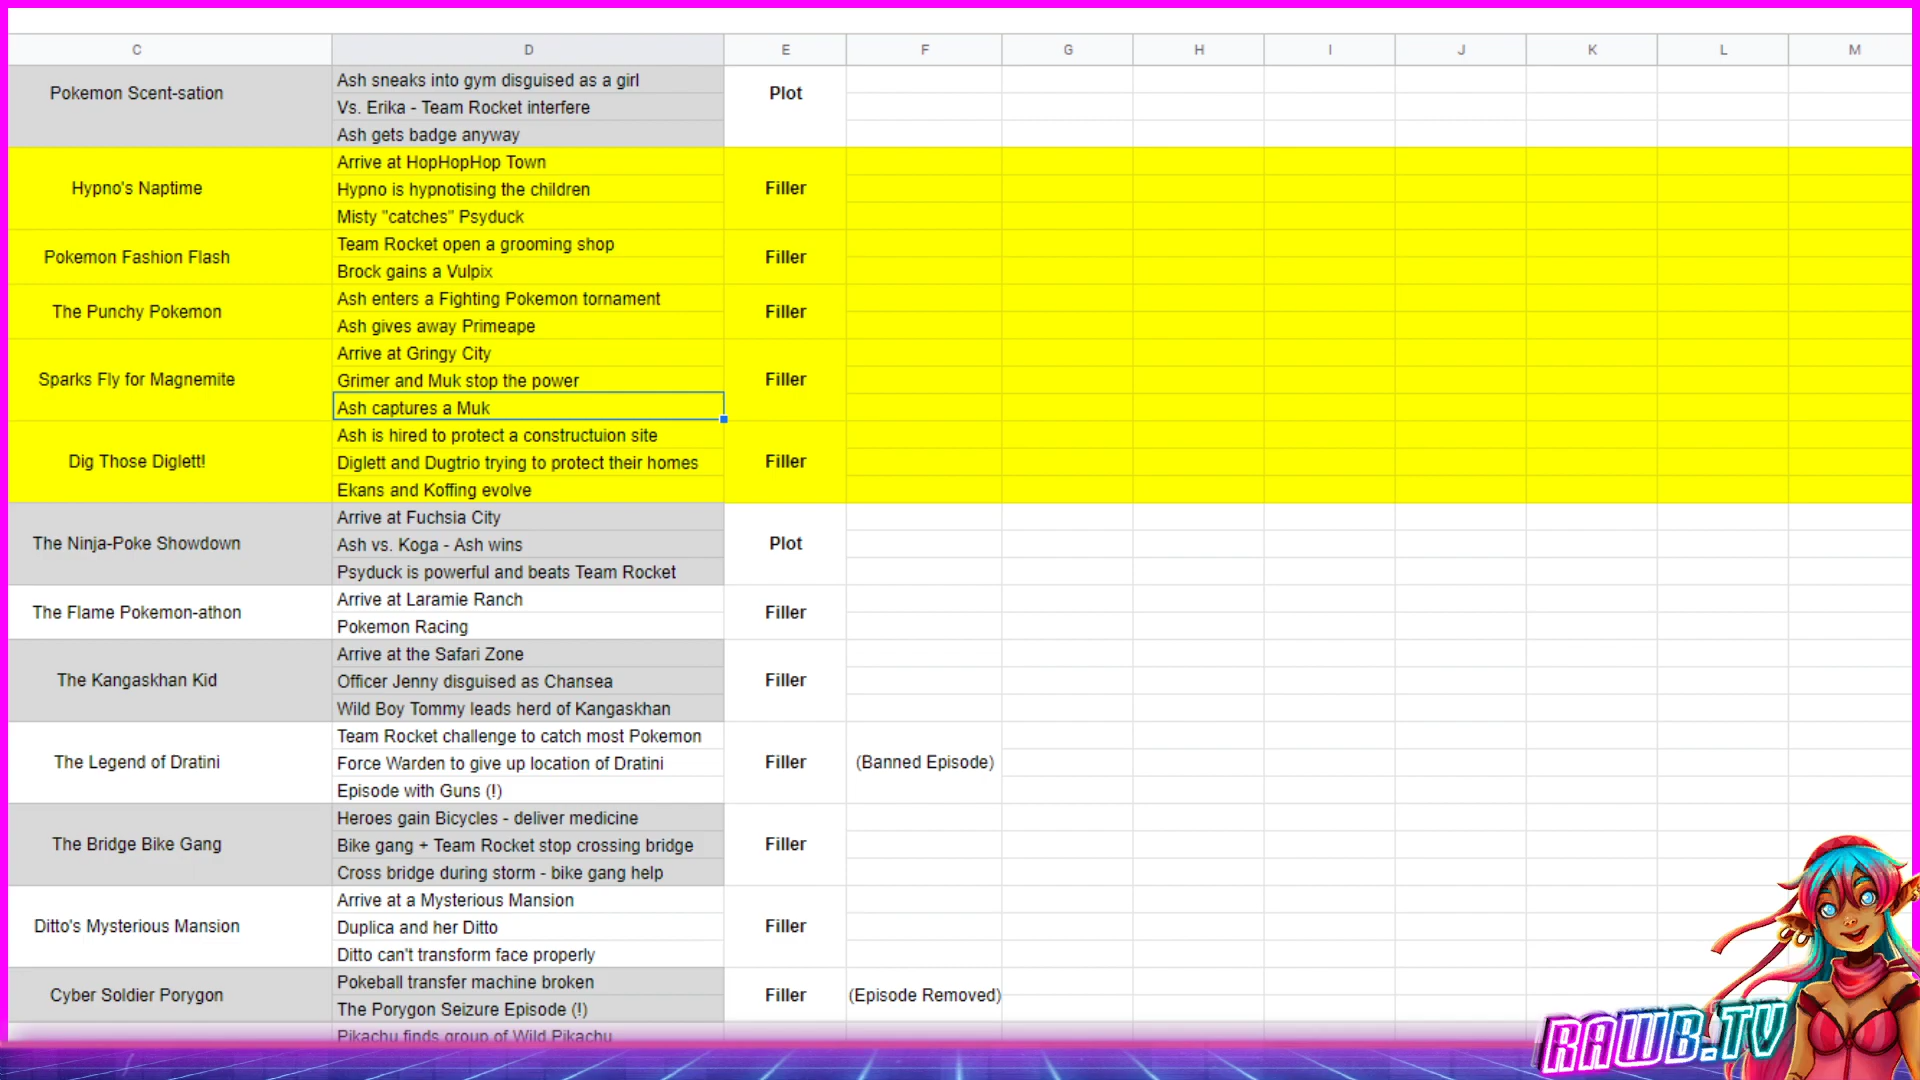 C D E F G H I J K L M
Pokemon Scent-sation
Ash sneaks into gym disguised as a girl
Vs. Erika - Team Rocket interfere
Ash gets badge anyway
Plot
Hypno's Naptime
Arrive at HopHopHop Town
Hypno is hypnotising the children
Misty "catches" Psyduck
Filler
Pokemon Fashion Flash
Team Rocket open a grooming shop
Brock gains a Vulpix
Filler
The Punchy Pokemon
Ash enters a Fighting Pokemon tornament
Ash gives away Primeape
Filler
Sparks Fly for Magnemite
Arrive at Gringy City
Grimer and Muk stop the power
Ash captures a Muk
Filler
Dig Those Diglett!
Ash is hired to protect a constructuion site
Diglett and Dugtrio trying to protect their homes
Ekans and Koffing evolve
Filler
The Ninja-Poke Showdown
Arrive at Fuchsia City
Ash vs. Koga - Ash wins
Psyduck is powerful and beats Team Rocket
Plot
The Flame Pokemon-athon
Arrive at Laramie Ranch
Pokemon Racing
Filler
The Kangaskhan Kid
Arrive at the Safari Zone
Officer Jenny disguised as Chansea
Wild Boy Tommy leads herd of Kangaskhan
Filler
The Legend of Dratini
Team Rocket challenge to catch most Pokemon
Force Warden to give up location of Dratini
Episode with Guns (!)
Filler
(Banned Episode)
The Bridge Bike Gang
Heroes gain Bicycles - deliver medicine
Bike gang + Team Rocket stop crossing bridge
Cross bridge during storm - bike gang help
Filler
Ditto's Mysterious Mansion
Arrive at a Mysterious Mansion
Duplica and her Ditto
Ditto can't transform face properly
Filler
Cyber Soldier Porygon
Pokeball transfer machine broken
The Porygon Seizure Episode (!)
Filler
(Episode Removed)
Pikachu finds group of Wild Pikachu
RAWB.TV